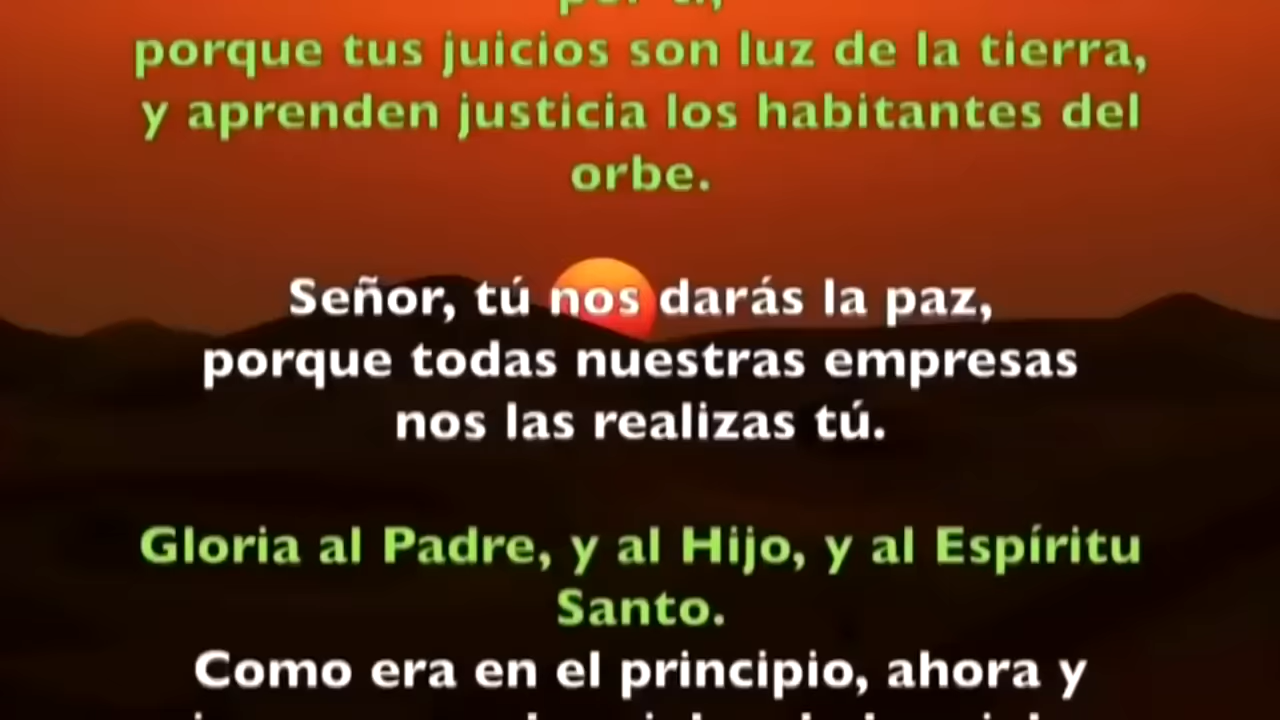 porque tus juicios son luz de la tierra,
y aprenden justicia los habitantes del
orbe.
Señor, tú nos darás la paz,
porque todas nuestras empresas
nos las realizas tú.
Gloria al Padre, y al Hijo, y al Espíritu
Santo.
Como era en el principio, ahora y